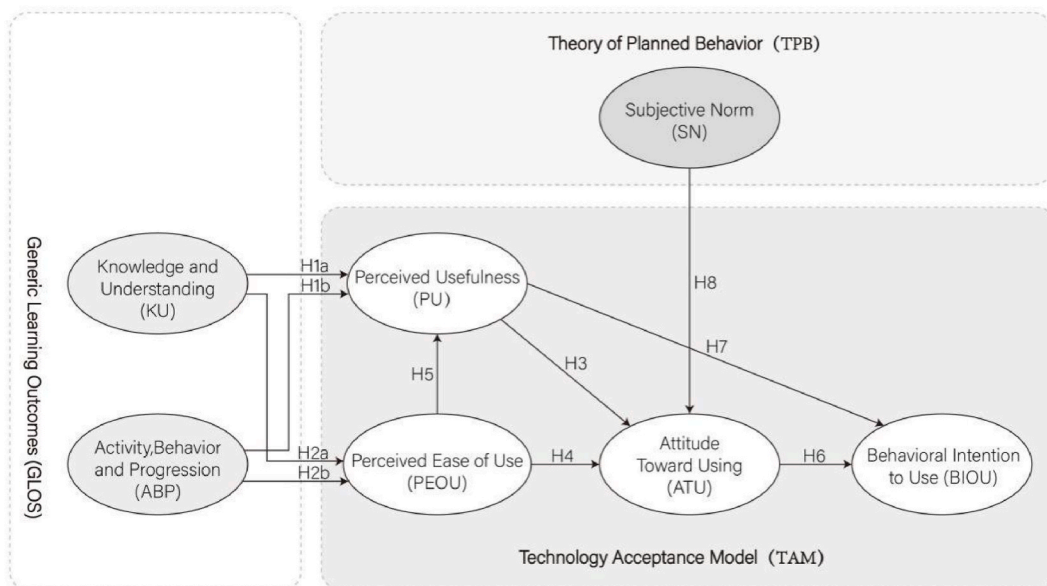 Theory of Planned Behavior (TPB)
Subjective Norm
(SN)
Generic Learning Outcomes (GLOS)
Knowledge and
Understanding
(KU)
H1a
H1b
Perceived Usefulness
(PU)
H8
H7
H3
H5
Activity,Behavior
and Progression
(ABP)
H2a
H2b
Perceived Ease of Use
(PEOU)
H4
Attitude
Toward Using
(ATU)
H6
Behavioral Intention
to Use (BIOU)
Technology Acceptance Model (TAM)